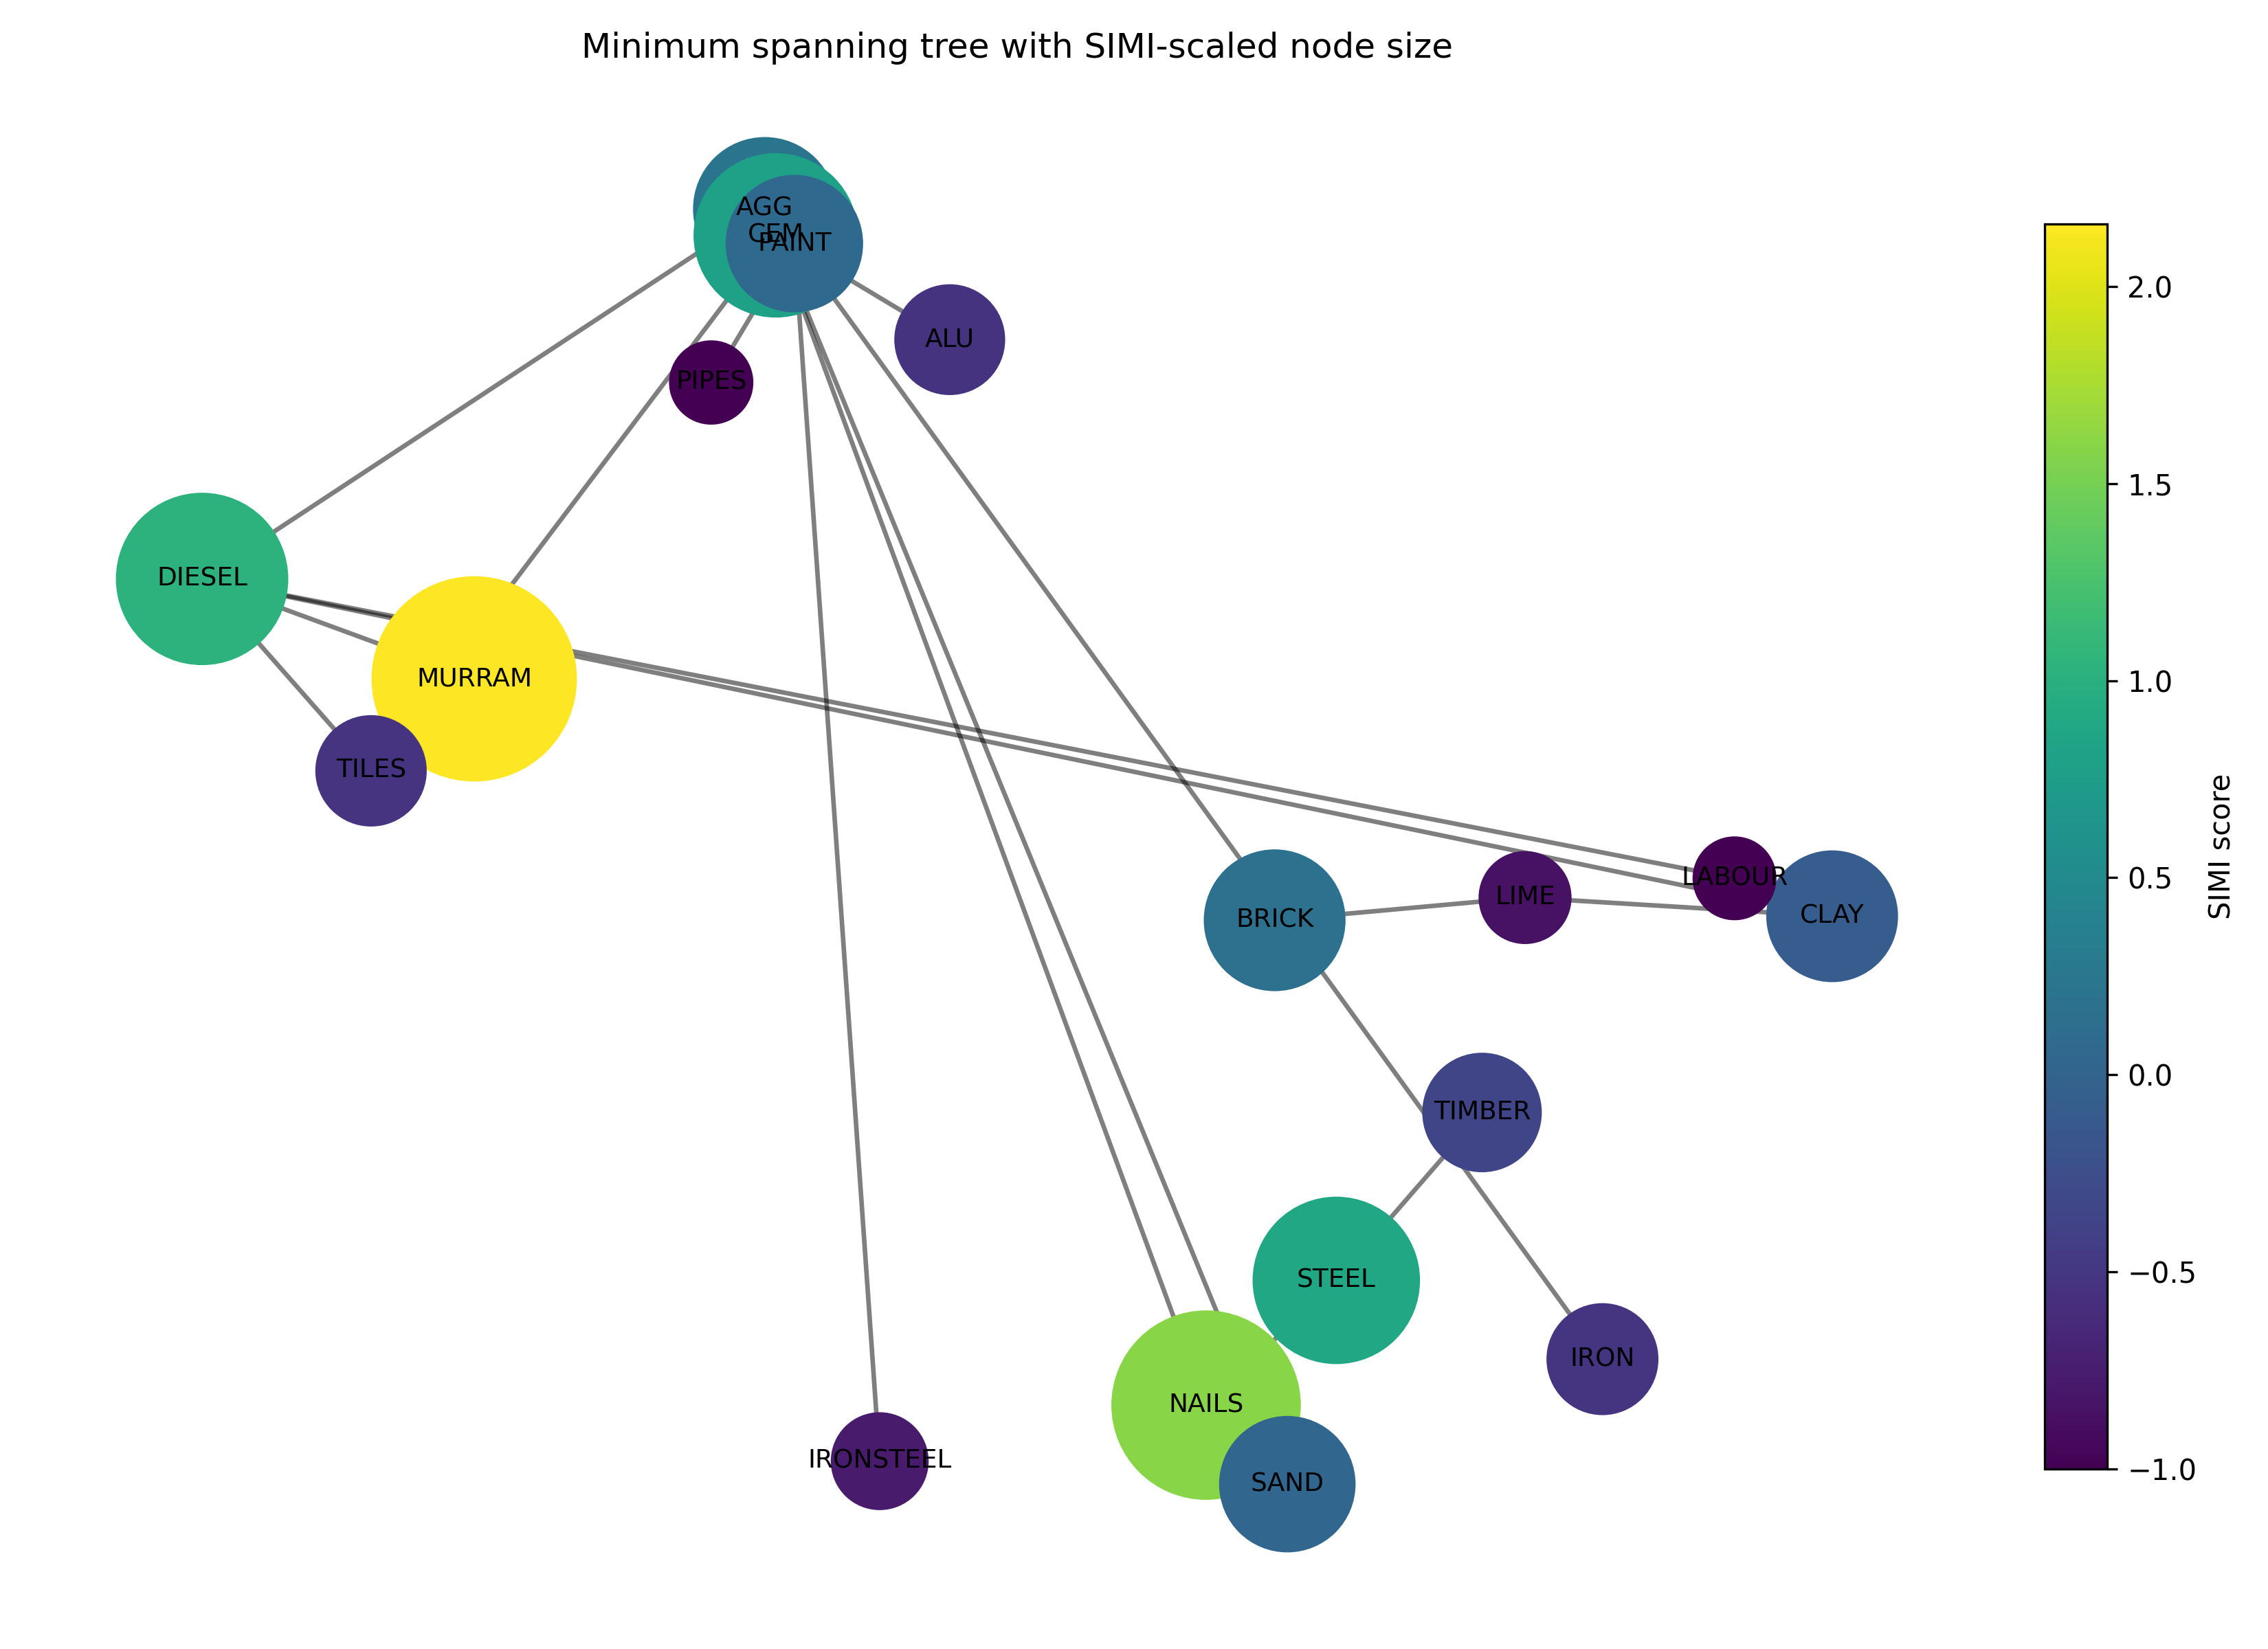 Minimum spanning tree with SIMI-scaled node size
AGG
CEM
PAINT
ALU
PIPES
DIESEL
MURRAM
TILES
BRICK
LIME
LABOUR
CLAY
TIMBER
STEEL
IRON
NAILS
IRONSTEEL
SAND
2.0
1.5
1.0
0.5
0.0
−0.5
−1.0
SIMI score